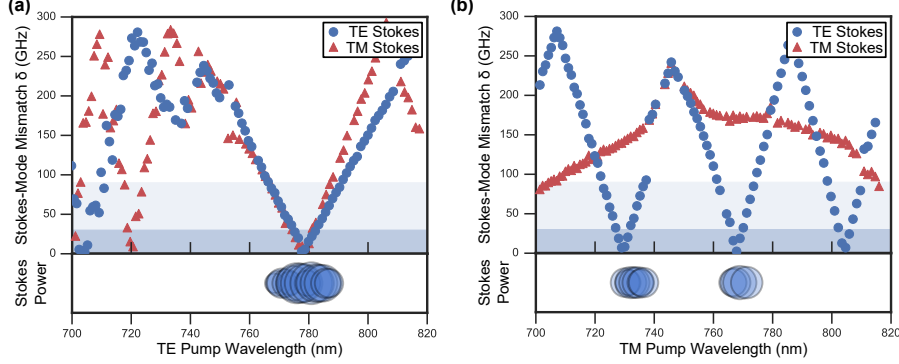 (a)
Stokes-Mode Mismatch δ (GHz)
300
250
200
150
100
50
0
TE Stokes
TM Stokes
Stokes
Power
700
720
740
760
780
800
820
TE Pump Wavelength (nm)
(b)
Stokes-Mode Mismatch δ (GHz)
300
250
200
150
100
50
0
TE Stokes
TM Stokes
Stokes
Power
700
720
740
760
780
800
820
TM Pump Wavelength (nm)